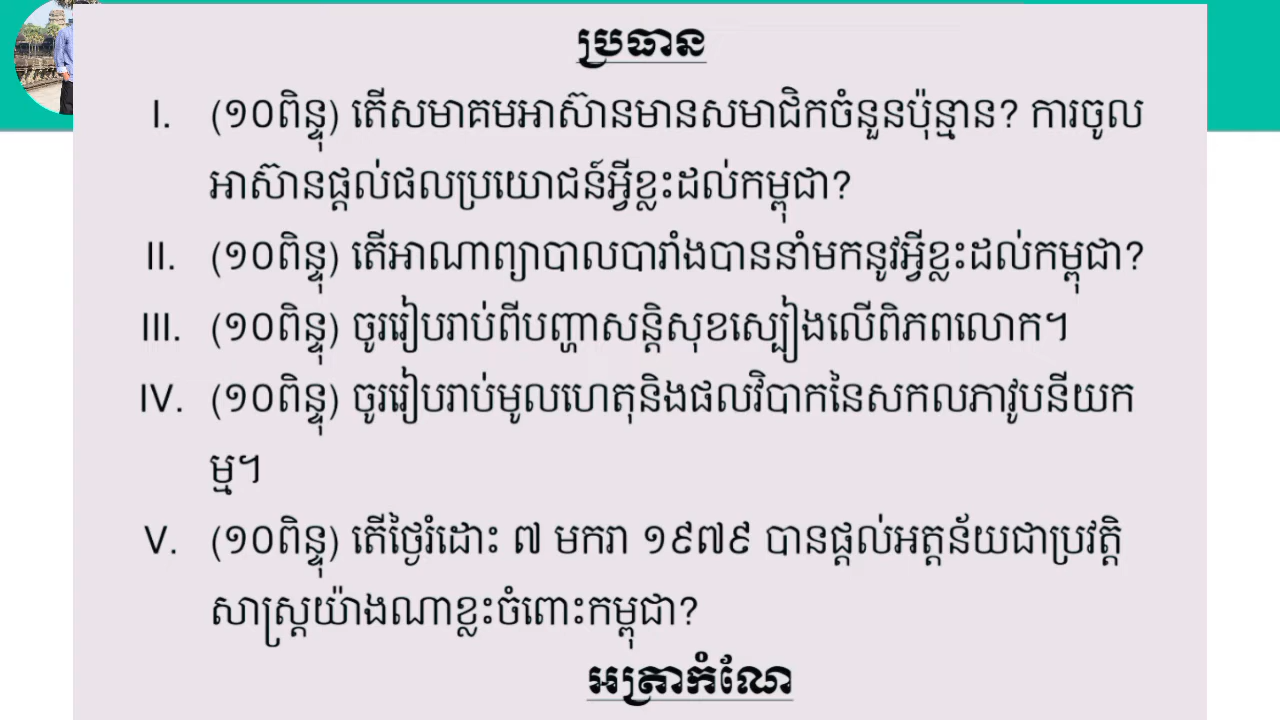 ប្រធាន
I. (១០ពិន្ទុ) តើសមាគមអាស៊ានមានសមាជិកចំនួនប៉ុន្មាន? ការចូល
អាស៊ានផ្តល់ផលប្រយោជន៍អ្វីខ្លះដល់កម្ពុជា?
II. (១០ពិន្ទុ) តើអាណាព្យាបាលបារាំងបាននាំមកនូវអ្វីខ្លះដល់កម្ពុជា?
III. (១០ពិន្ទុ) ចូររៀបរាប់ពីបញ្ហាសន្តិសុខស្បៀងលើពិភពលោក។
IV. (១០ពិន្ទុ) ចូររៀបរាប់មូលហេតុនិងផលវិបាកនៃសកលភាវូបនីយក
ម្ម។
V. (១០ពិន្ទុ) តើថ្ងៃរំដោះ ៧ មករា ១៩៧៩ បានផ្តល់អត្តន័យជាប្រវត្តិ
សាស្ត្រយ៉ាងណាខ្លះចំពោះកម្ពុជា?
អត្រាកំណែ